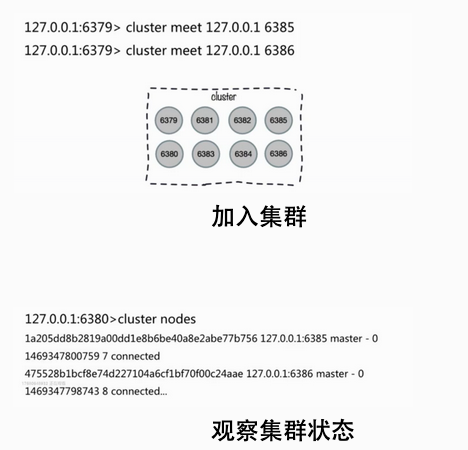 127.0.0.1:6379> cluster meet 127.0.0.1 6385
127.0.0.1:6379> cluster meet 127.0.0.1 6386
cluster
6379 6381 6382 6385
6380 6383 6384 6386
加入集群
127.0.0.1:6380>cluster nodes
1a205dd8b2819a00dd1e8b6be40a8e2abe77b756 127.0.0.1:6385 master - 0
1469347800759 7 connected
475528b1bcf8e74d227104a6cf1bf70f00c24aae 127.0.0.1:6386 master - 0
1469347798743 8 connected...
观察集群状态